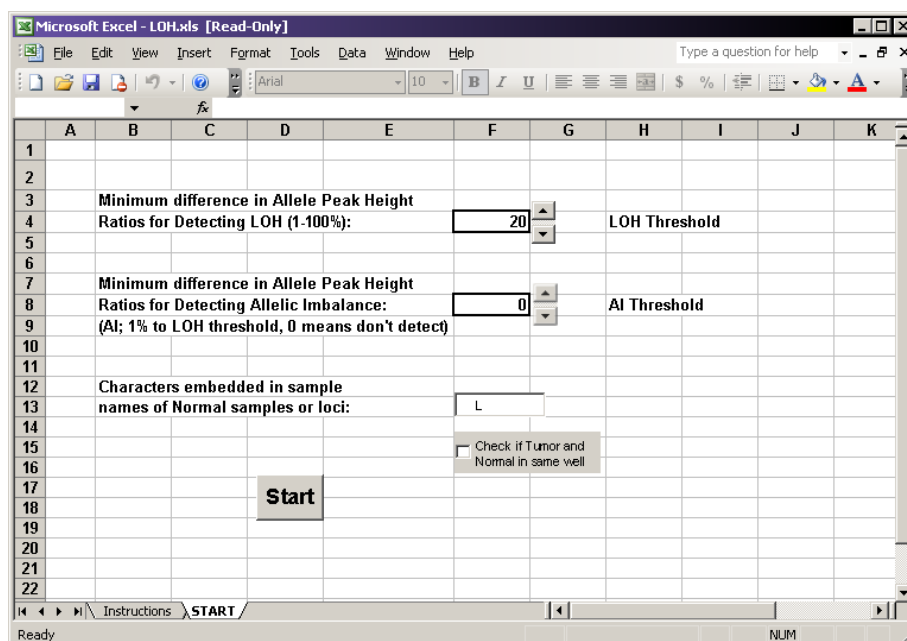 Microsoft Excel - LOH.xls [Read-Only]
File Edit View Insert Format Tools Data Window Help Type a question for help
Arial 10 B I U $ % A
fx
A B C D E F G H I J K
1
2
3 Minimum difference in Allele Peak Height
4 Ratios for Detecting LOH (1-100%): 20 LOH Threshold
5
6
7 Minimum difference in Allele Peak Height
8 Ratios for Detecting Allelic Imbalance: 0 AI Threshold
9 (AI; 1% to LOH threshold, 0 means don't detect)
10
11
12 Characters embedded in sample
13 names of Normal samples or loci: L
14
15 Check if Tumor and
16 Normal in same well
17 Start
18
19
20
21
22
Instructions START
Ready NUM